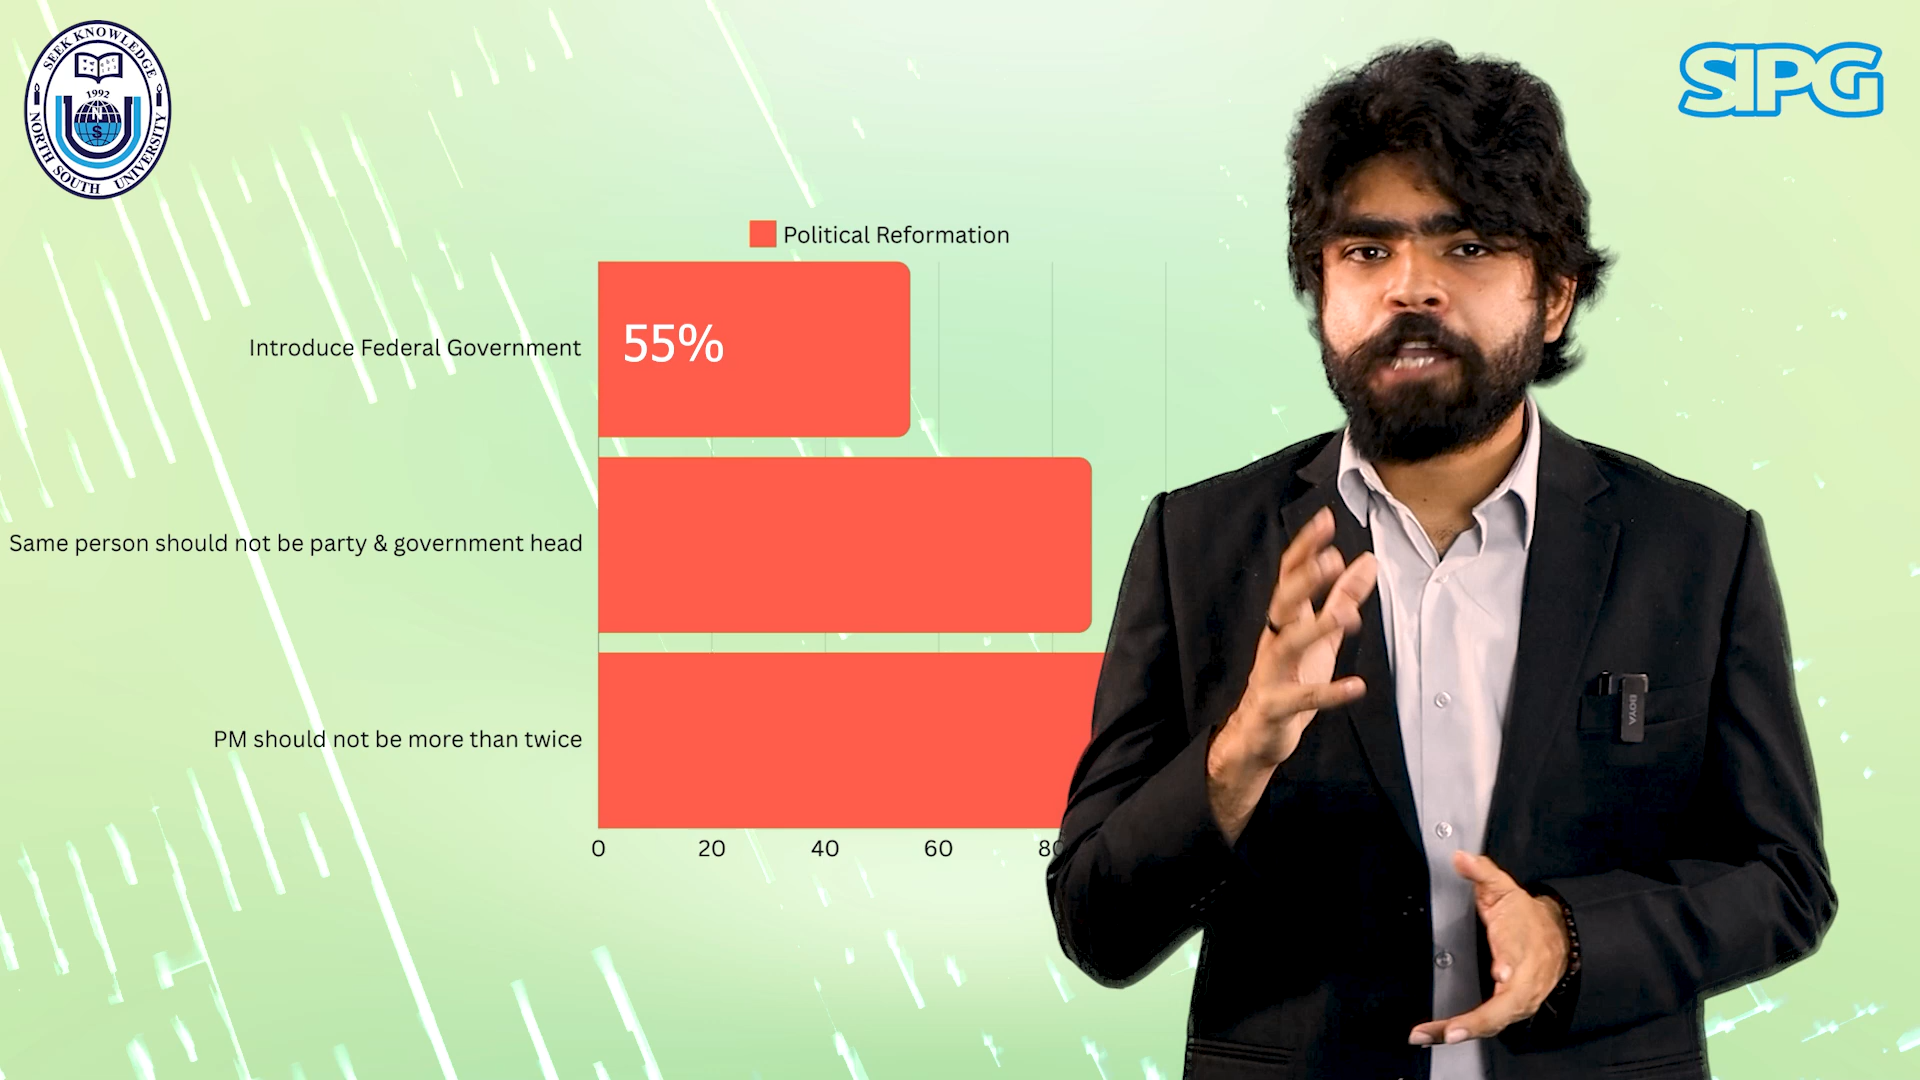 SEEK KNOWLEDGE
1992
NORTH SOUTH UNIVERSITY
SIPG
Political Reformation
Introduce Federal Government
55%
Same person should not be party & government head
PM should not be more than twice
0 20 40 60 80
BOYA